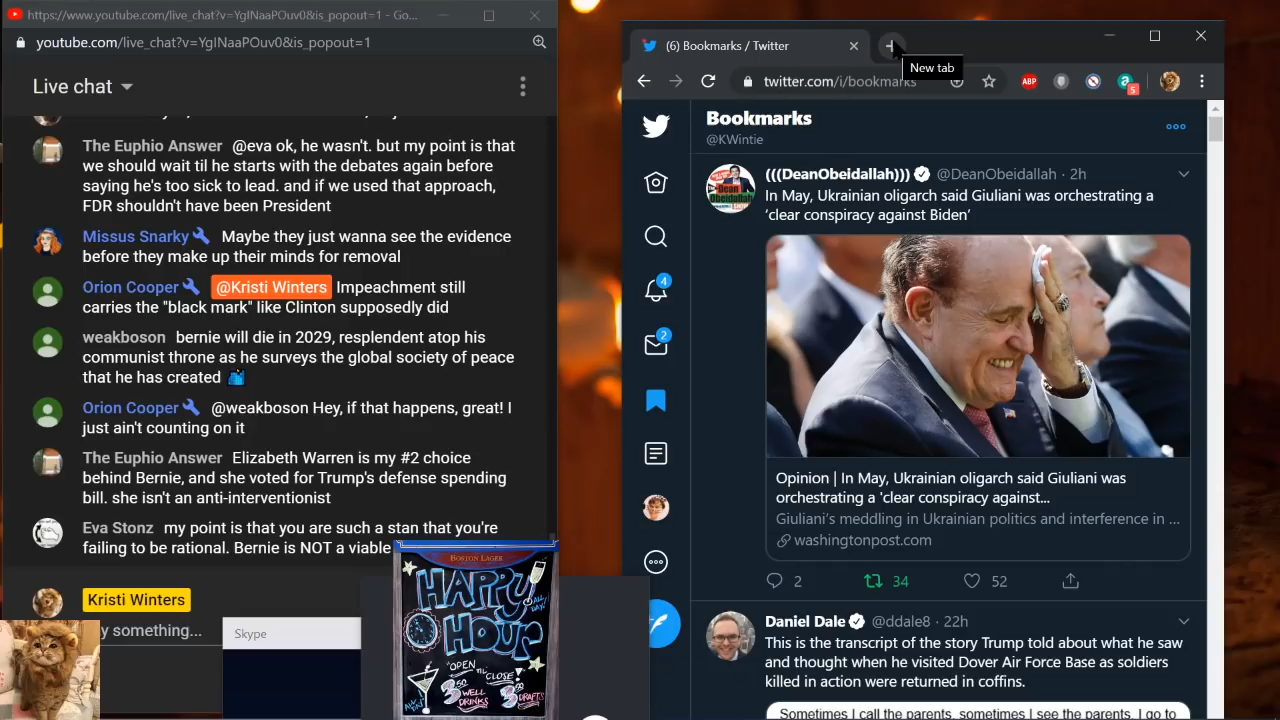 https://www.youtube.com/live_chat?v=YgINaaPOuv0&is_popout=1 - Go...
youtube.com/live_chat?v=YgINaaPOuv0&is_popout=1
Live chat
The Euphio Answer @eva ok, he wasn't. but my point is that
we should wait til he starts with the debates again before
saying he's too sick to lead. and if we used that approach,
FDR shouldn't have been President
Missus Snarky Maybe they just wanna see the evidence
before they make up their minds for removal
Orion Cooper @Kristi Winters Impeachment still
carries the "black mark" like Clinton supposedly did
weakboson bernie will die in 2029, resplendent atop his
communist throne as he surveys the global society of peace
that he has created
Orion Cooper @weakboson Hey, if that happens, great! I
just ain't counting on it
The Euphio Answer Elizabeth Warren is my #2 choice
behind Bernie, and she voted for Trump's defense spending
bill. she isn't an anti-interventionist
Eva Stonz my point is that you are such a stan that you're
failing to be rational. Bernie is NOT a viable
Kristi Winters
y something...
Skype
BOSTON LAGER
HAPPY
ALL
DAY!
HOUR
"OPEN
'TIL"
CLOSE!
3.50 WELL
DRINKS
3.50 DRAFTS
(6) Bookmarks / Twitter
New tab
twitter.com/i/bookmarks
ABP
5
Bookmarks
@KWintie
(((DeanObeidallah))) @DeanObeidallah · 2h
In May, Ukrainian oligarch said Giuliani was orchestrating a
'clear conspiracy against Biden'
4
2
Opinion | In May, Ukrainian oligarch said Giuliani was
orchestrating a 'clear conspiracy against...
Giuliani's meddling in Ukrainian politics and interference in ...
washingtonpost.com
2 34 52
Daniel Dale @ddale8 · 22h
This is the transcript of the story Trump told about what he saw
and thought when he visited Dover Air Force Base as soldiers
killed in action were returned in coffins.
Sometimes I call the parents, sometimes I see the parents, I go to